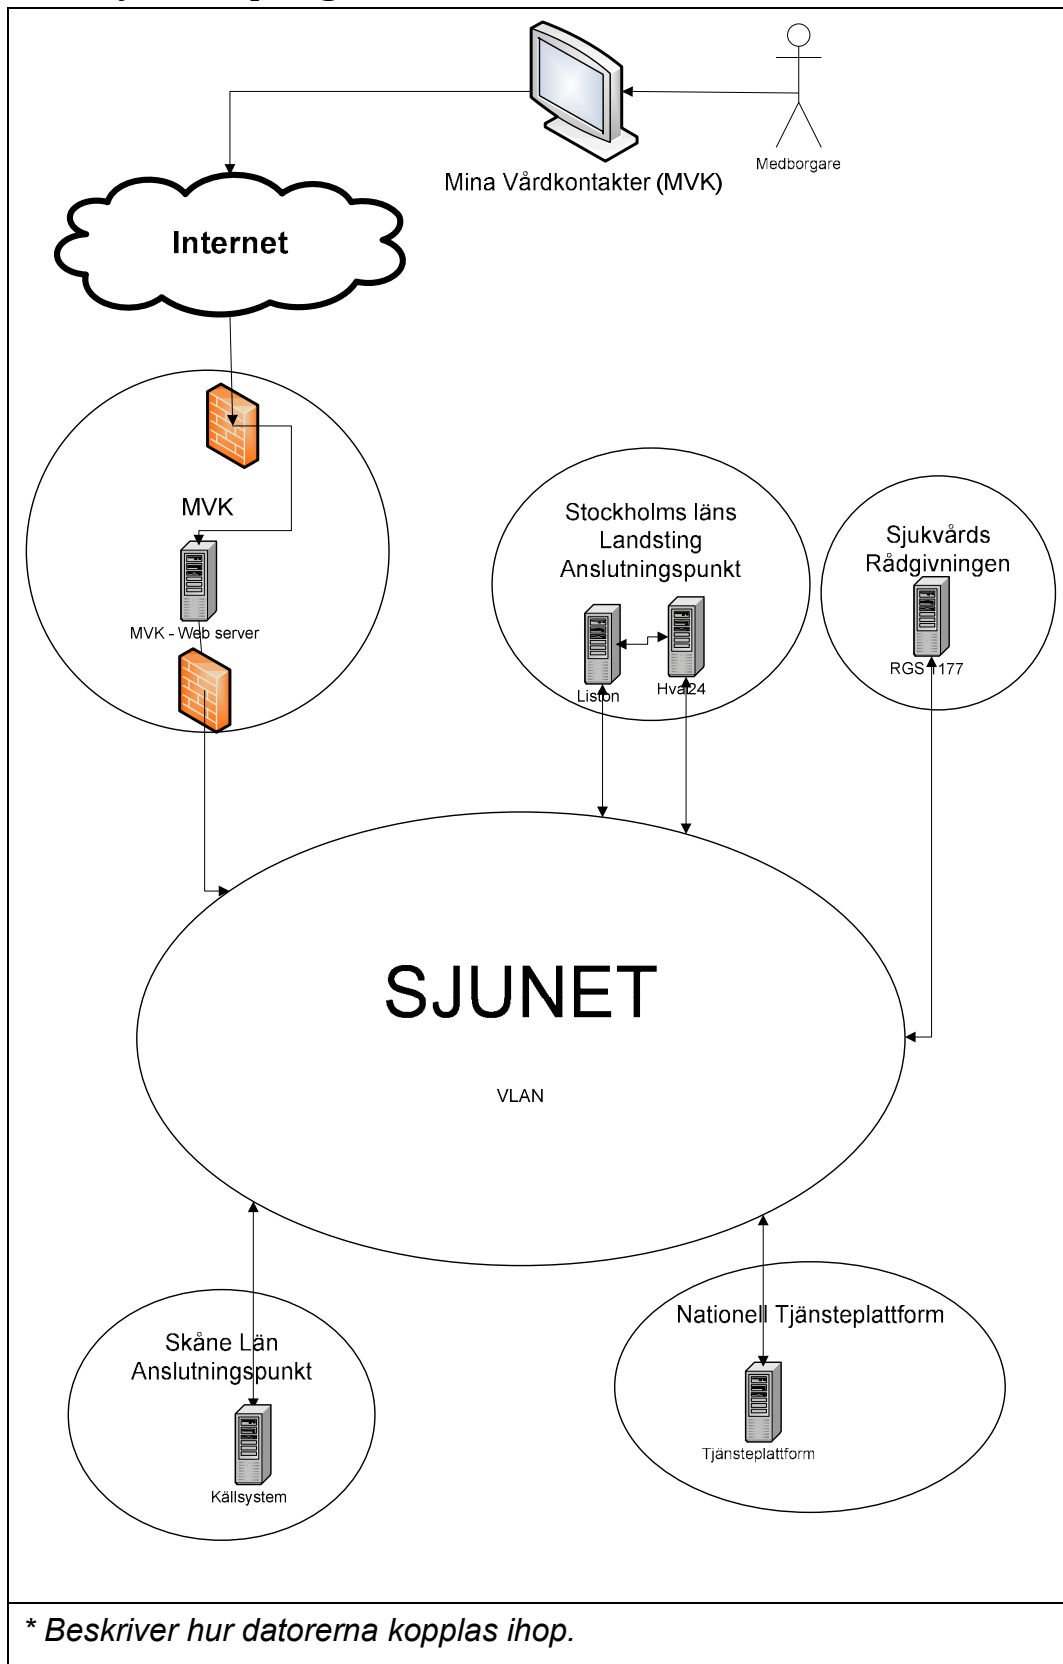 Medborgare
Mina Vårdkontakter (MVK)
Internet
MVK
MVK - Web server
Stockholms läns
Landsting
Anslutningspunkt
Liston
Hval24
Sjukvårds
Rådgivningen
RGS 1177
SJUNET
VLAN
Skåne Län
Anslutningspunkt
Källsystem
Nationell Tjänsteplattform
Tjänsteplattform
* Beskriver hur datorerna kopplas ihop.